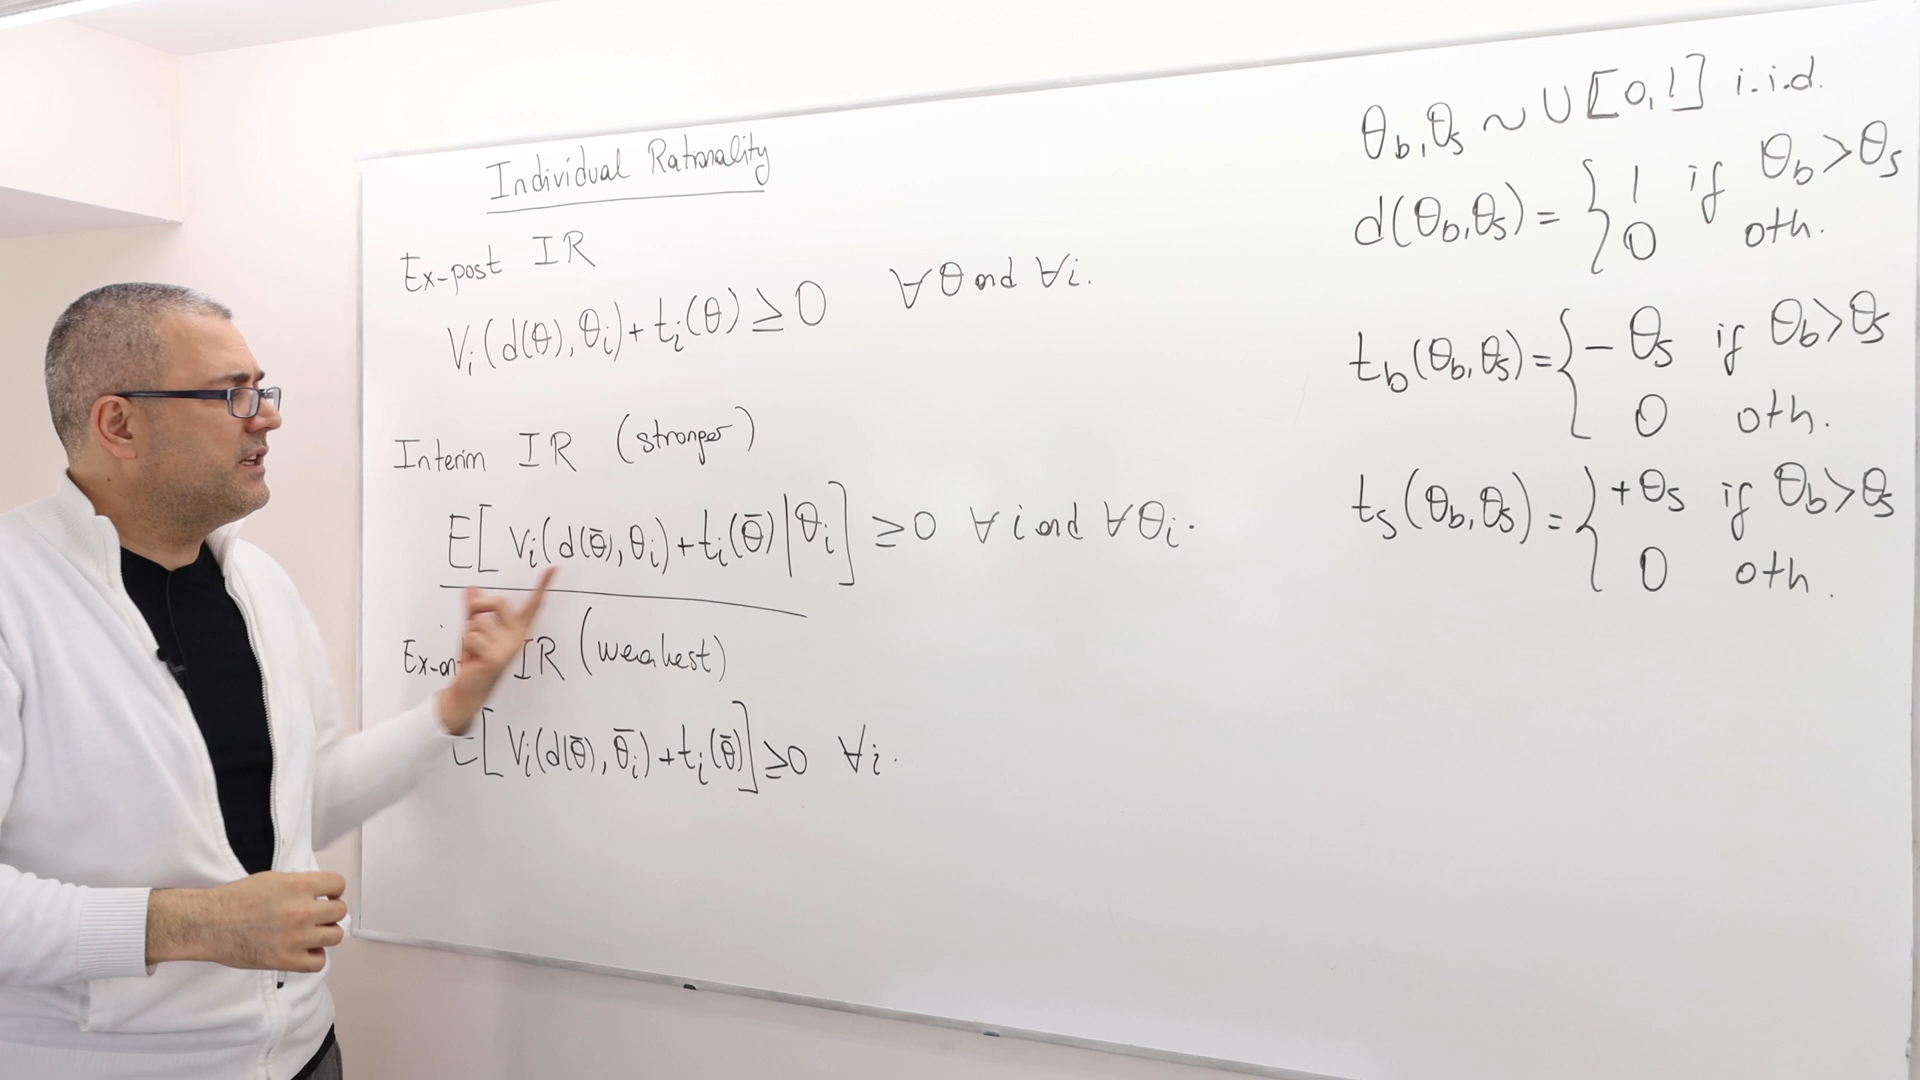 Individual Rationality
Ex-post IR
Vᵢ(d(θ), θᵢ) + tᵢ(θ) ≥ 0 ∀θ and ∀i.
Interim IR (stronger)
E[Vᵢ(d(θ̄), θᵢ) + tᵢ(θ̄) | θᵢ] ≥ 0 ∀i and ∀θᵢ.
Ex-an IR (weakest)
E[Vᵢ(d(θ̄), θ̄ᵢ) + tᵢ(θ̄)] ≥ 0 ∀i.
θb, θs ~ U[0,1] i.i.d.
d(θb, θs) = { 1 if θb > θs
0 oth.
tb(θb, θs) = { - θs if θb > θs
0 oth.
ts(θb, θs) = { + θs if θb > θs
0 oth.